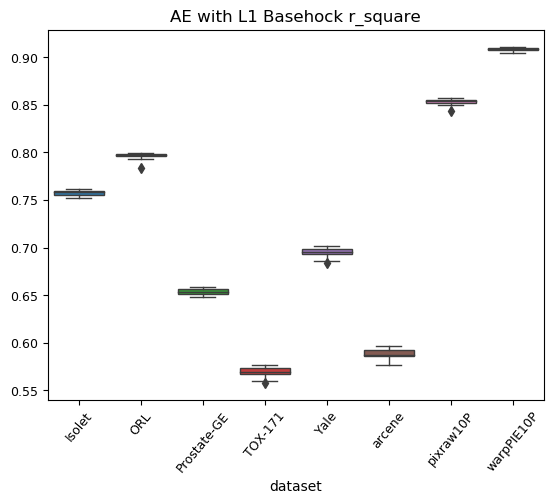 AE with L1 Basehock r_square
0.90
0.85
0.80
0.75
0.70
0.65
0.60
0.55
Isolet
ORL
Prostate-GE
TOX-171
Yale
arcene
pixraw10P
warpPIE10P
dataset